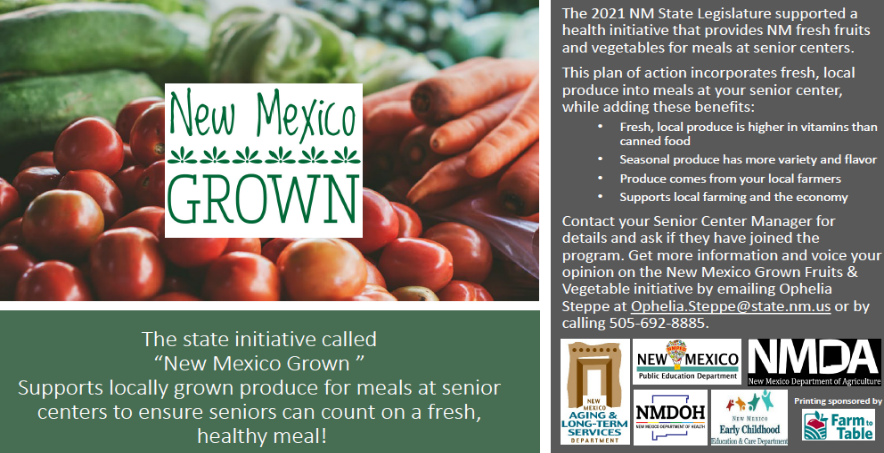 New Mexico
GROWN
The state initiative called
“New Mexico Grown ”
Supports locally grown produce for meals at senior
centers to ensure seniors can count on a fresh,
healthy meal!
The 2021 NM State Legislature supported a
health initiative that provides NM fresh fruits
and vegetables for meals at senior centers.
This plan of action incorporates fresh, local
produce into meals at your senior center,
while adding these benefits:
• Fresh, local produce is higher in vitamins than
canned food
• Seasonal produce has more variety and flavor
• Produce comes from your local farmers
• Supports local farming and the economy
Contact your Senior Center Manager for
details and ask if they have joined the
program. Get more information and voice your
opinion on the New Mexico Grown Fruits &
Vegetable initiative by emailing Ophelia
Steppe at Ophelia.Steppe@state.nm.us or by
calling 505-692-8885.
NEW
MEXICO
AGING &
LONG-TERM
SERVICES
DEPARTMENT
NEW MEXICO
Public Education Department
NMDA
New Mexico Department of Agriculture
NMDOH
NEW MEXICO DEPARTMENT OF HEALTH
NEW MEXICO
Early Childhood
Education & Care Department
Printing sponsored by
Farm to
Table